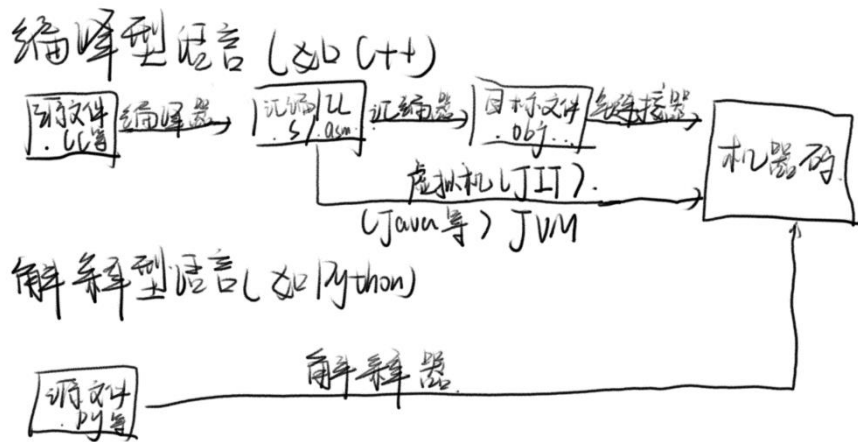 编译型语言(如C++)
源文件 编译器 汇编/IL 汇编器 目标文件 链接器
.cc等 .s/.asm .obj... 机器码
虚拟机(JIT).
(Java等) JVM
解释型语言(如Python)
源文件 解释器
.py等